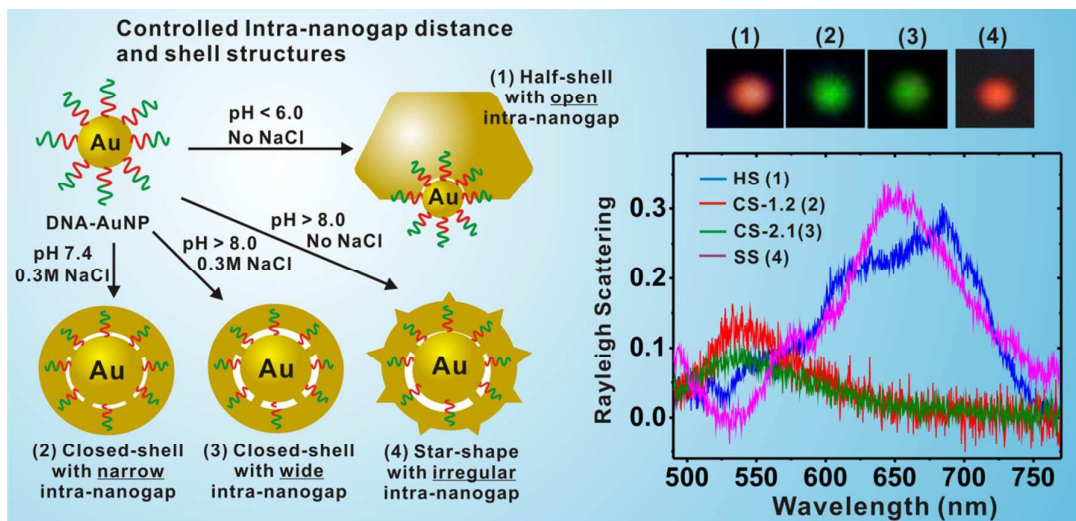 Controlled Intra-nanogap distance
and shell structures
Au
DNA-AuNP
pH < 6.0
No NaCl
(1) Half-shell
with open
intra-nanogap
Au
pH > 8.0
No NaCl
pH > 8.0
0.3M NaCl
pH 7.4
0.3M NaCl
Au
Au
Au
(2) Closed-shell
with narrow
intra-nanogap
(3) Closed-shell
with wide
intra-nanogap
(4) Star-shape
with irregular
intra-nanogap
(1) (2) (3) (4)
HS (1)
CS-1.2 (2)
CS-2.1(3)
SS (4)
Rayleigh Scattering
0.3
0.2
0.1
0.0
500 550 600 650 700 750
Wavelength (nm)